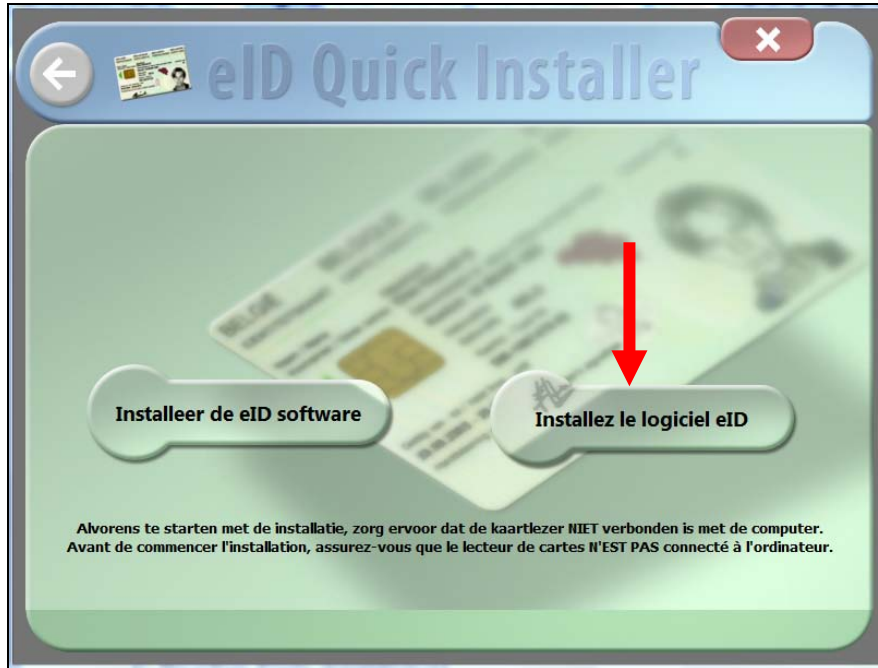 eID Quick Installer
BELGIE
Installeer de eID software
Installez le logiciel eID
Alvorens te starten met de installatie, zorg ervoor dat de kaartlezer NIET verbonden is met de computer.
Avant de commencer l'installation, assurez-vous que le lecteur de cartes N'EST PAS connecté à l'ordinateur.